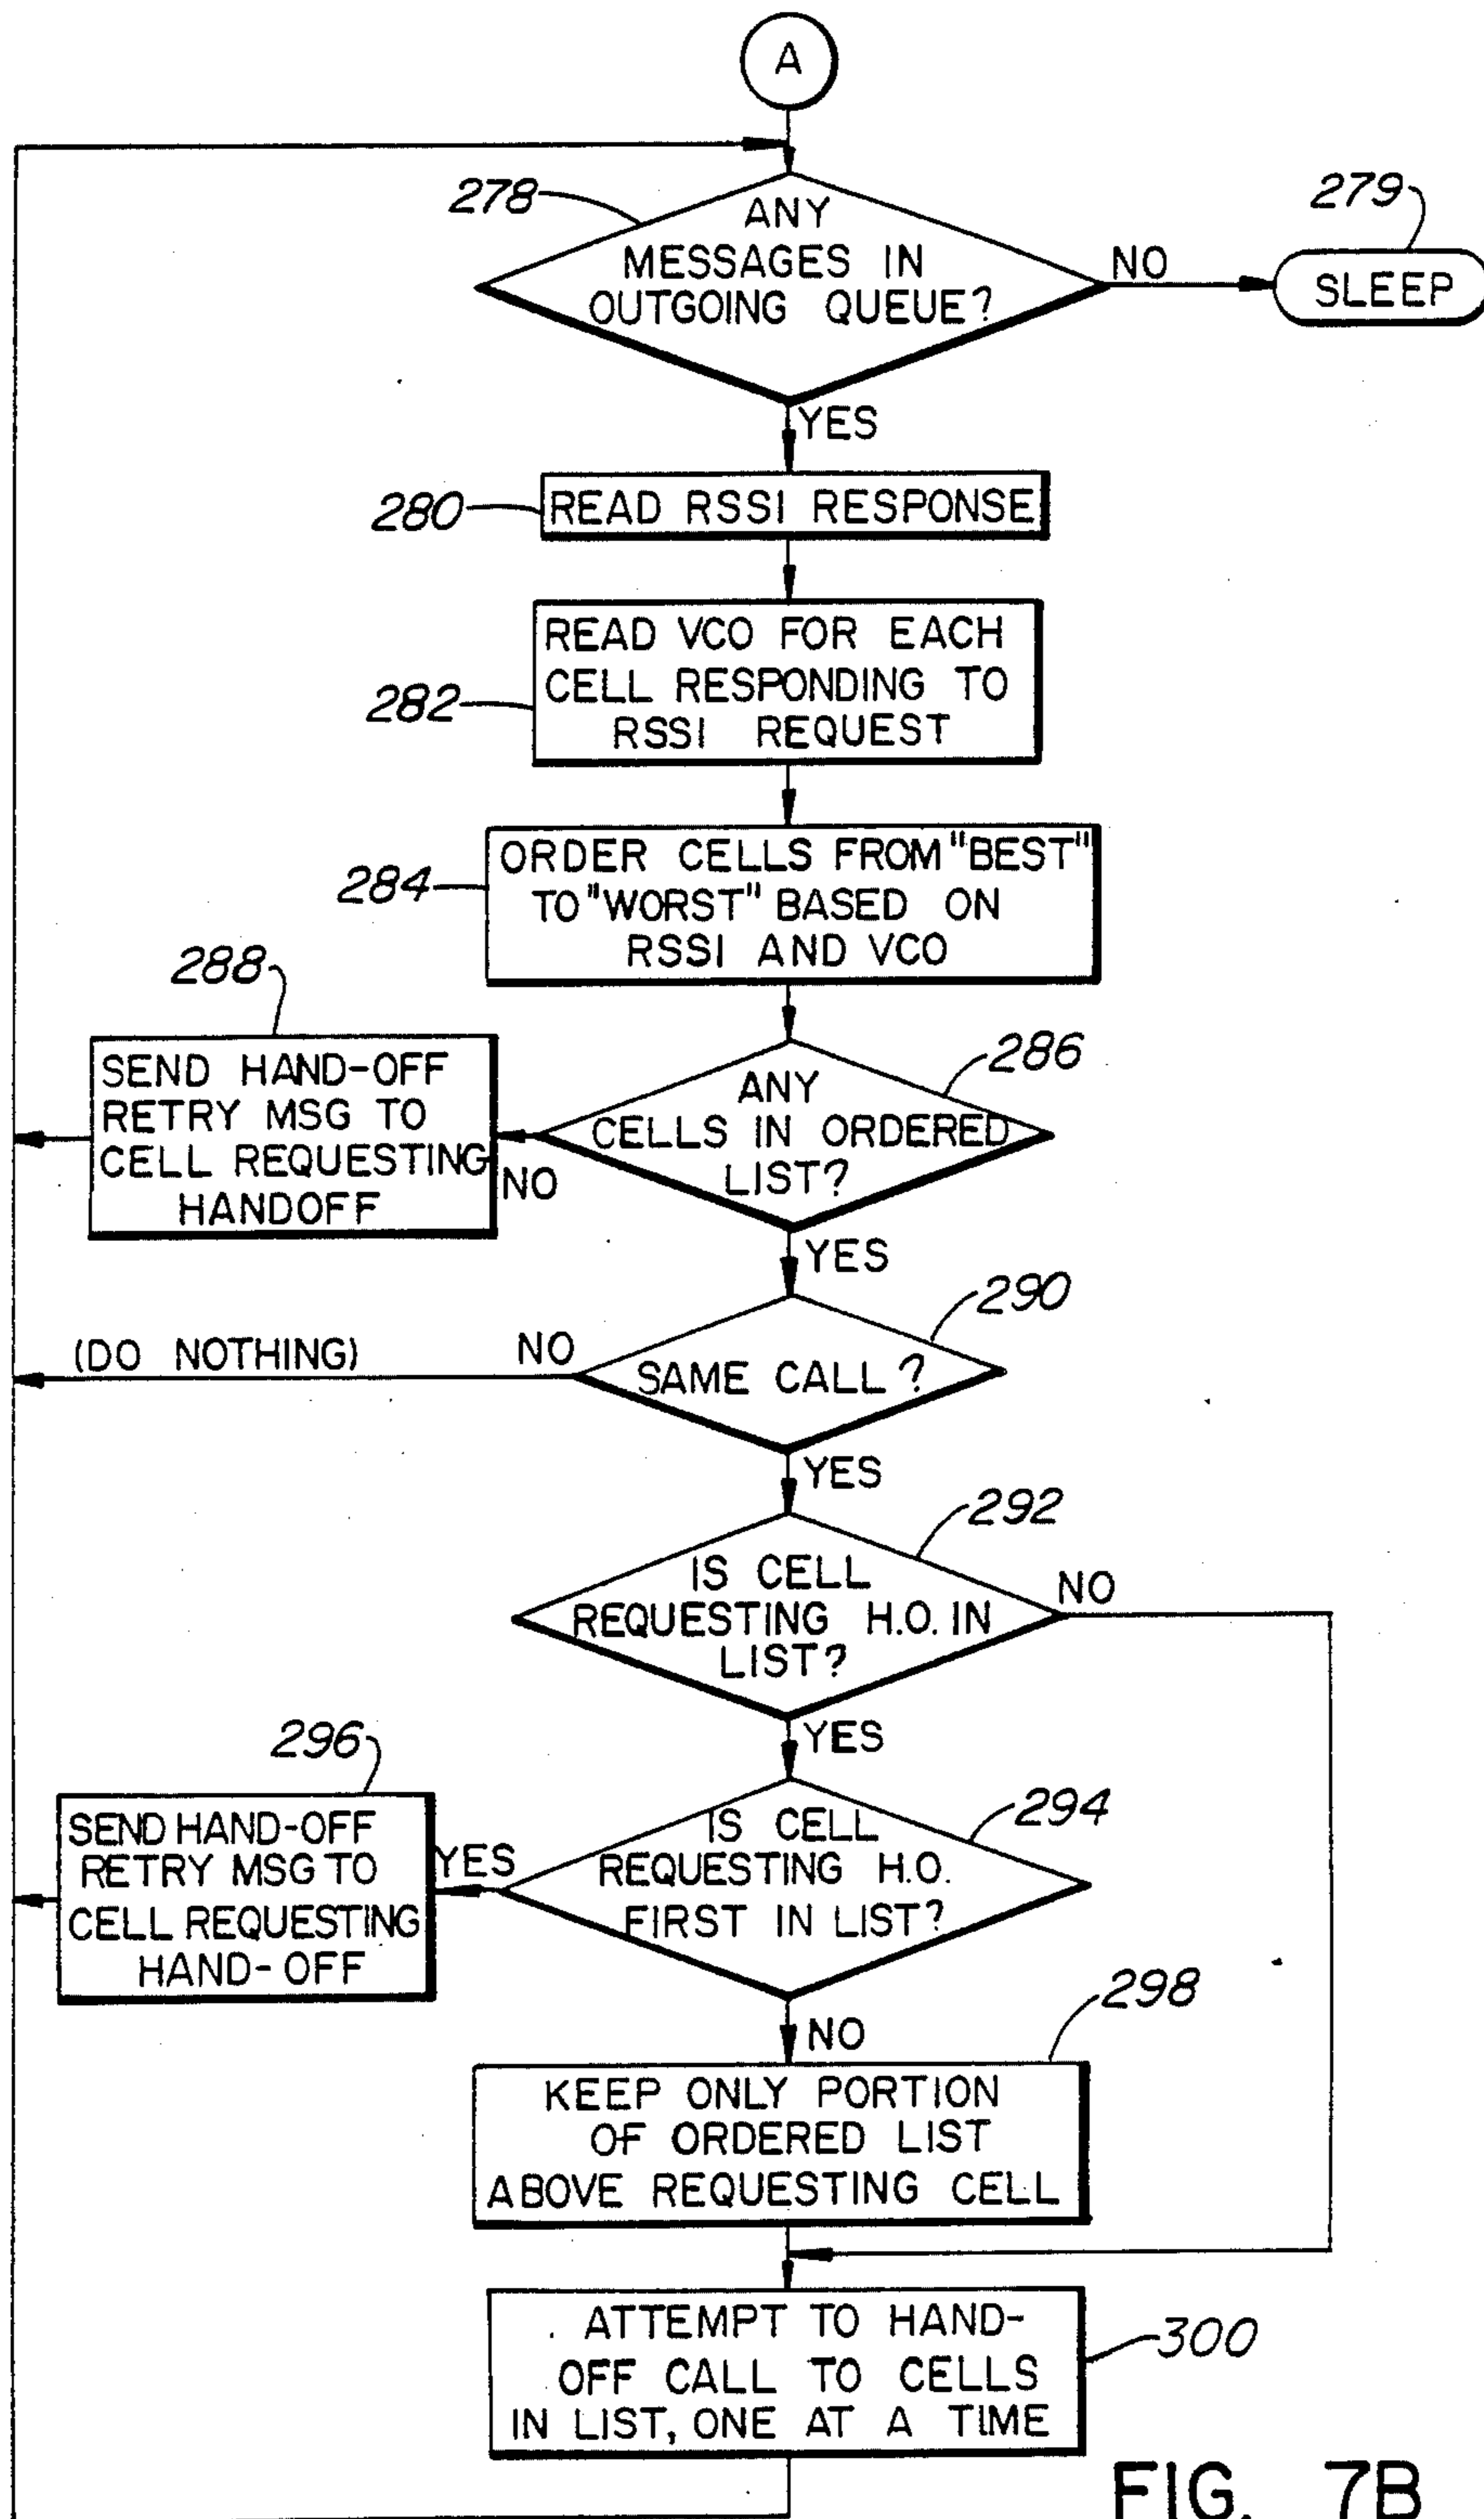 A
278
ANY
MESSAGES IN
OUTGOING QUEUE?
NO
279
SLEEP
YES
280
READ RSSI RESPONSE
282
READ VCO FOR EACH
CELL RESPONDING TO
RSSI REQUEST
284
ORDER CELLS FROM "BEST"
TO "WORST" BASED ON
RSSI AND VCO
288
SEND HAND-OFF
RETRY MSG TO
CELL REQUESTING
HANDOFF
286
ANY
CELLS IN ORDERED
LIST?
NO
YES
290
(DO NOTHING)
NO
SAME CALL?
YES
292
IS CELL
REQUESTING H.O. IN
LIST?
NO
YES
296
SEND HAND-OFF
RETRY MSG TO
CELL REQUESTING
HAND-OFF
YES
294
IS CELL
REQUESTING H.O.
FIRST IN LIST?
NO
298
KEEP ONLY PORTION
OF ORDERED LIST
ABOVE REQUESTING CELL
ATTEMPT TO HAND-
OFF CALL TO CELLS
IN LIST, ONE AT A TIME
300
FIG. 7B